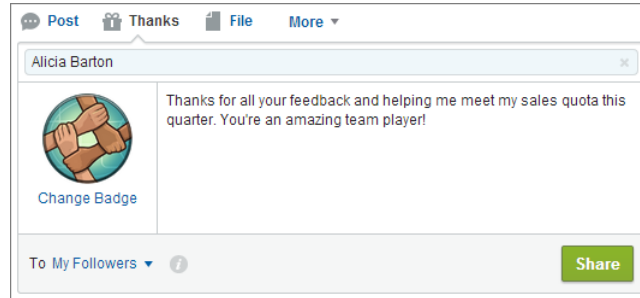 Post Thanks File More
Alicia Barton
Thanks for all your feedback and helping me meet my sales quota this
quarter. You're an amazing team player!
Change Badge
To My Followers
Share